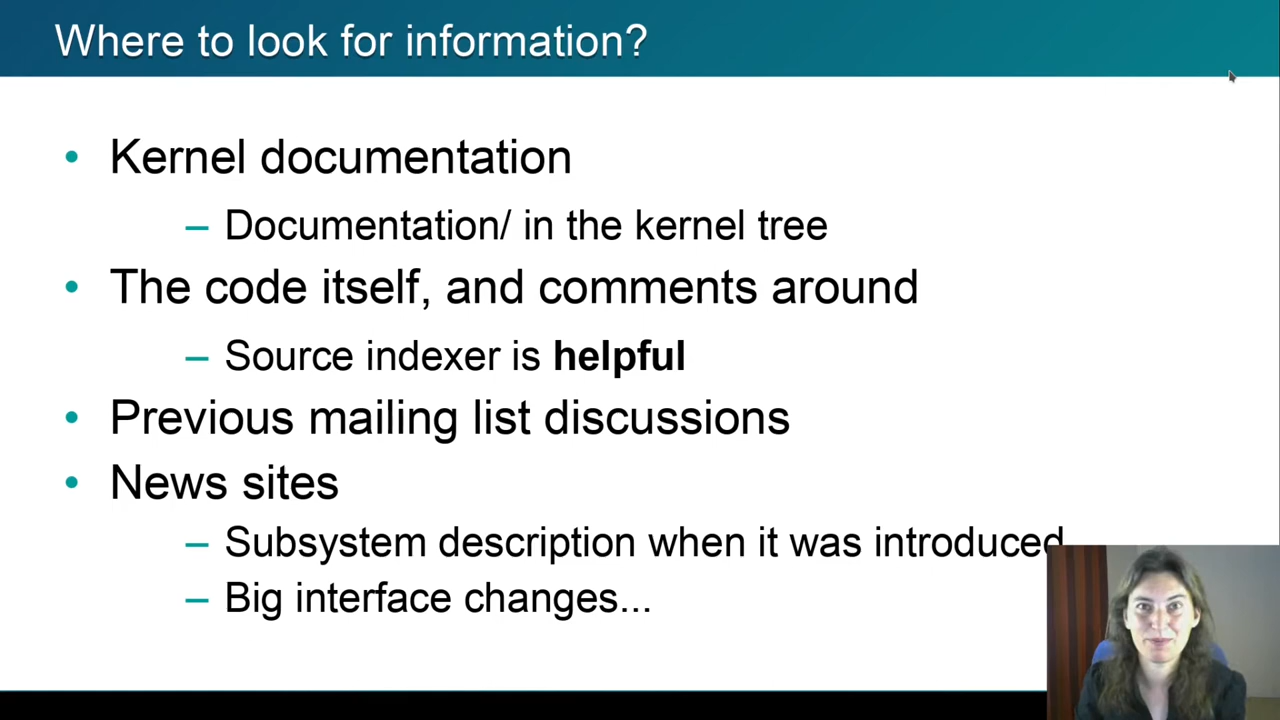 Where to look for information?
• Kernel documentation
– Documentation/ in the kernel tree
• The code itself, and comments around
– Source indexer is helpful
• Previous mailing list discussions
• News sites
– Subsystem description when it was introduced
– Big interface changes...